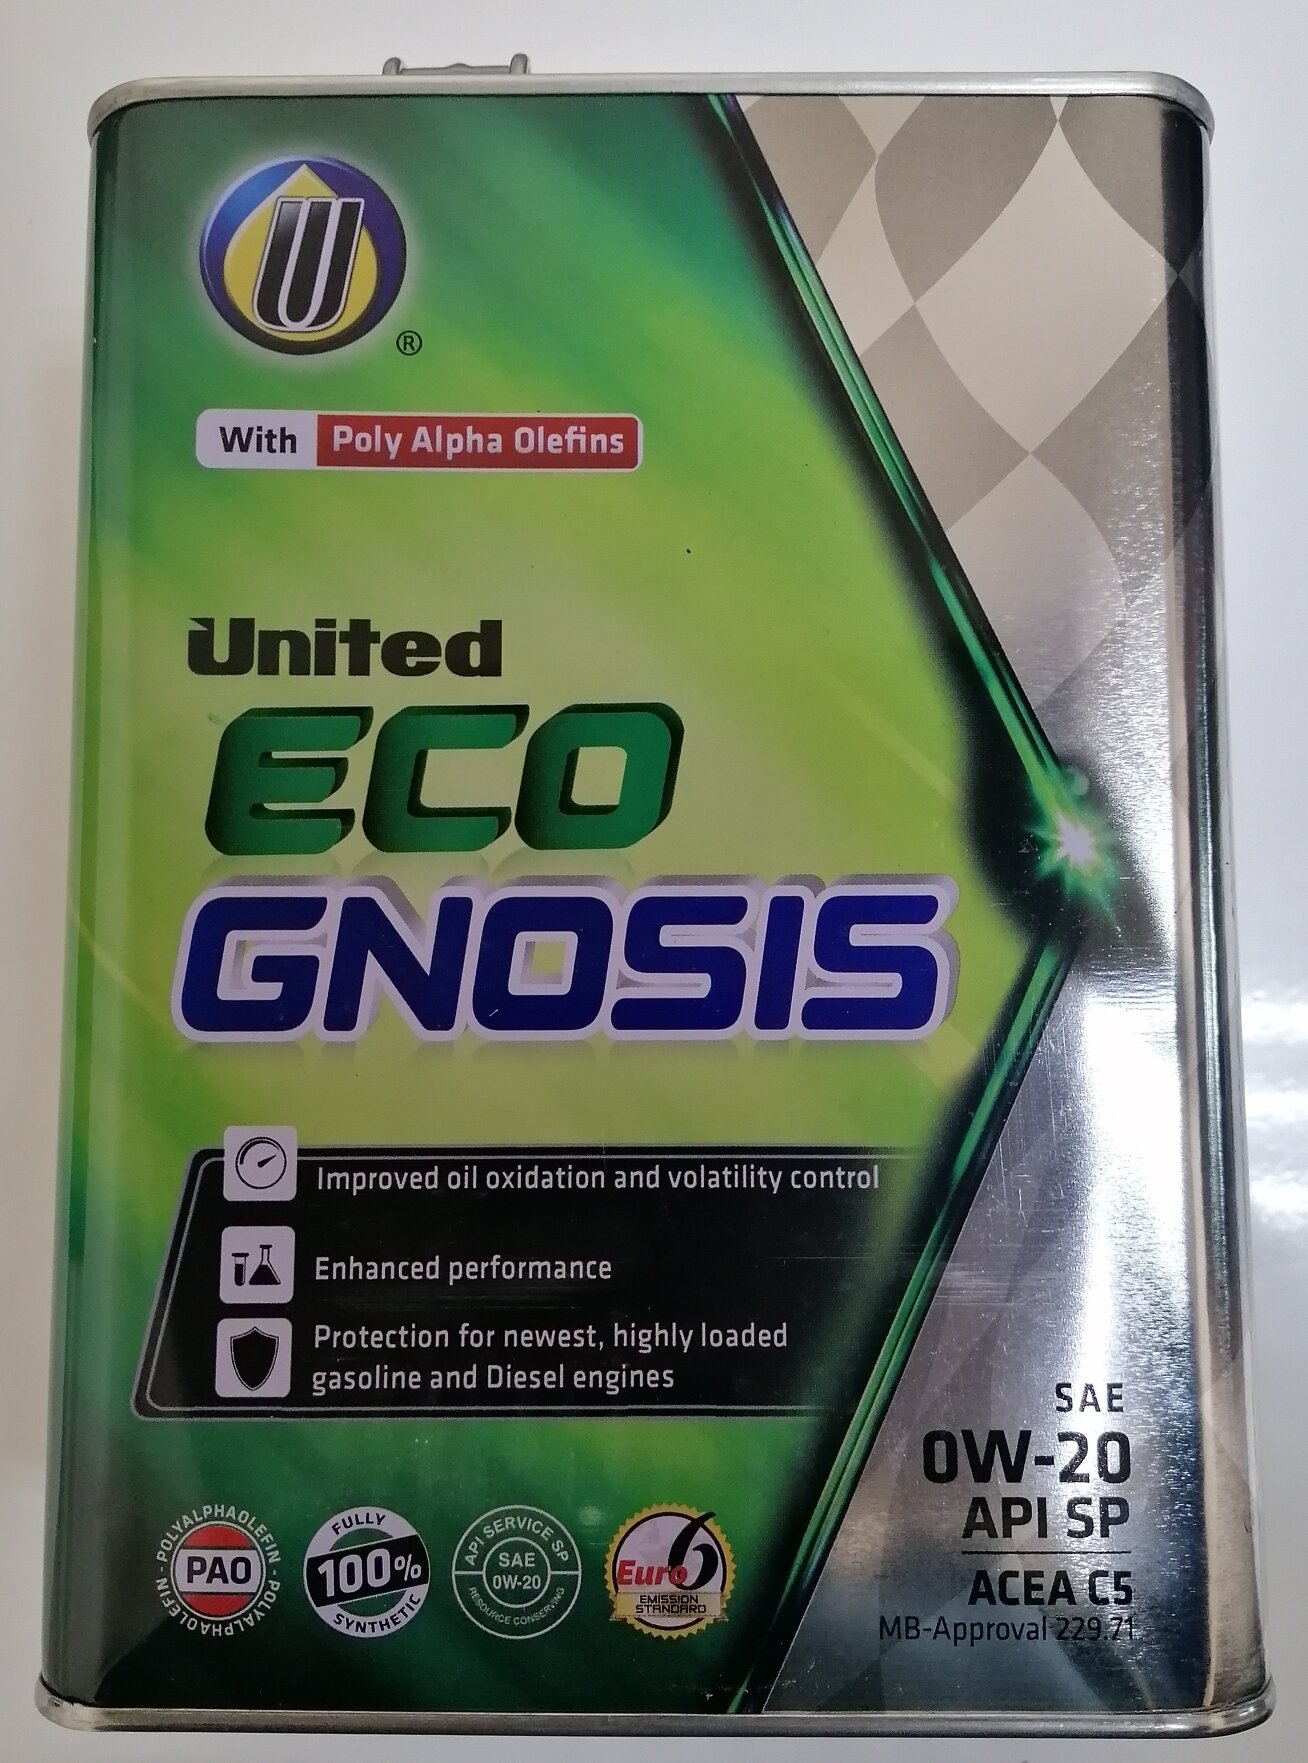 U
®
With Poly Alpha Olefins
United
ECO
GNOSIS
Improved oil oxidation and volatility control
Enhanced performance
Protection for newest, highly loaded
gasoline and Diesel engines
SAE
0W-20
API SP
ACEA C5
MB-Approval 229.71
POLYALPHAOLEFIN - POLYALPHAOLEFIN -
PAO
FULLY
100%
SYNTHETIC
API SERVICE SP
SAE
0W-20
RESOURCE CONSERVING
Euro 6
EMISSION
STANDARD